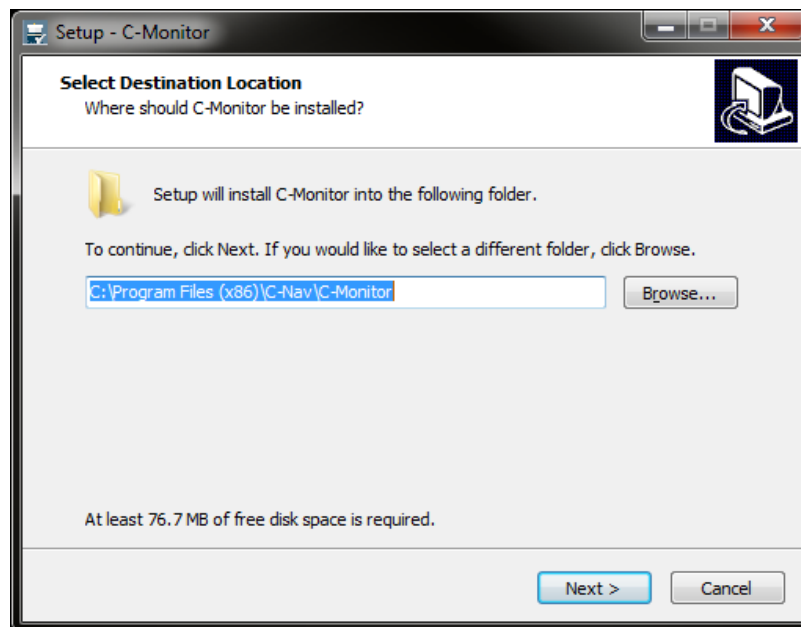 Setup - C-Monitor
Select Destination Location
Where should C-Monitor be installed?
Setup will install C-Monitor into the following folder.
To continue, click Next. If you would like to select a different folder, click Browse.
C:\Program Files (x86)\C-Nav\C-Monitor
Browse...
At least 76.7 MB of free disk space is required.
Next >
Cancel